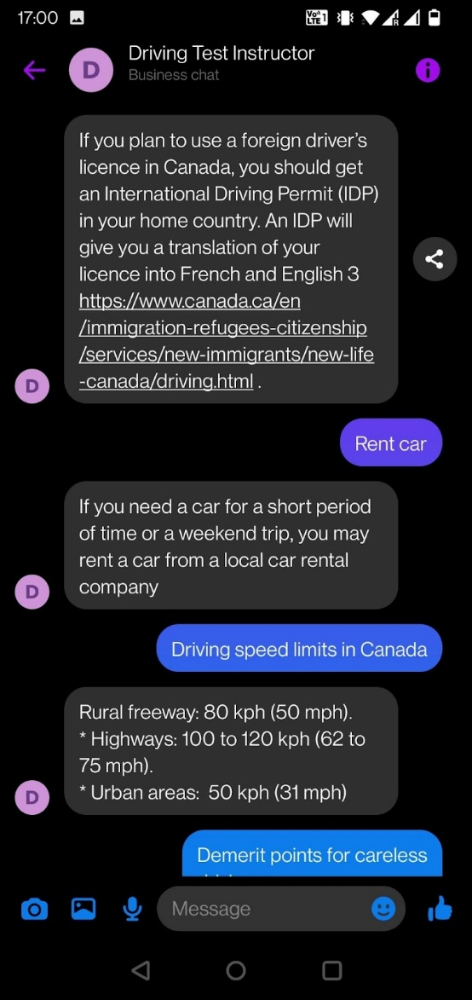 17:00
Vo LTE 1
R
D
Driving Test Instructor
Business chat
If you plan to use a foreign driver's
licence in Canada, you should get
an International Driving Permit (IDP)
in your home country. An IDP will
give you a translation of your
licence into French and English 3
https://www.canada.ca/en
/immigration-refugees-citizenship
/services/new-immigrants/new-life
-canada/driving.html .
D
Rent car
If you need a car for a short period
of time or a weekend trip, you may
rent a car from a local car rental
company
D
Driving speed limits in Canada
Rural freeway: 80 kph (50 mph).
* Highways: 100 to 120 kph (62 to
75 mph).
* Urban areas:  50 kph (31 mph)
D
Demerit points for careless
Message